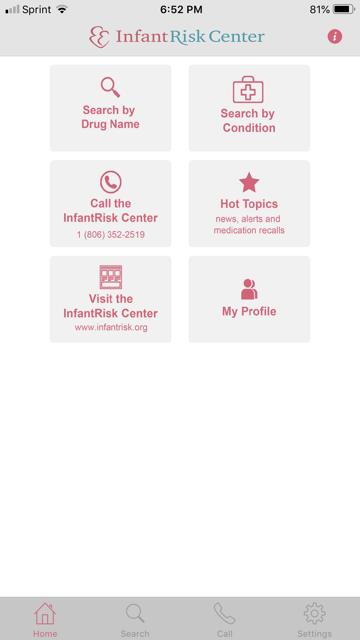 Sprint 6:52 PM 81%
InfantRisk Center
i
Search by
Drug Name
Search by
Condition
Call the
InfantRisk Center
1 (806) 352-2519
Hot Topics
news, alerts and
medication recalls
Visit the
InfantRisk Center
www.infantrisk.org
My Profile
Home Search Call Settings